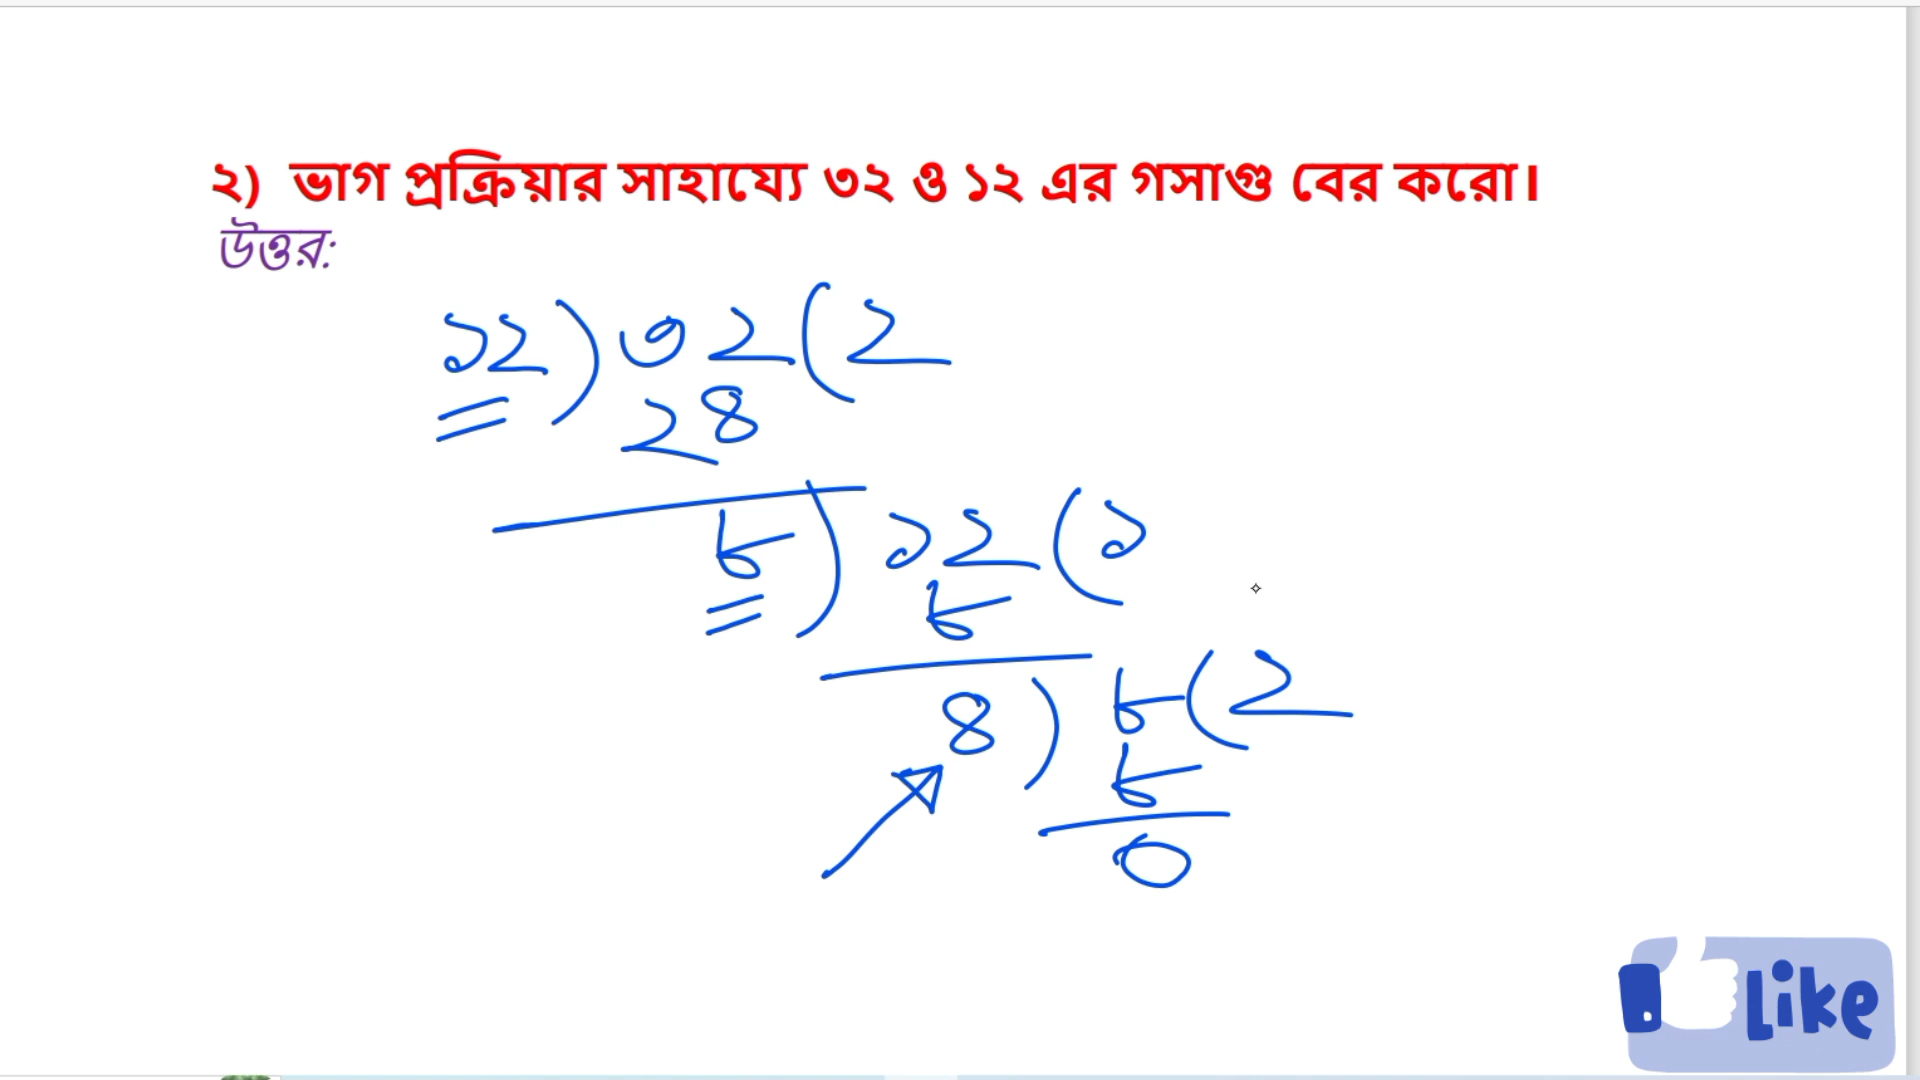 ২) ভাগ প্রক্রিয়ার সাহায্যে ৩২ ও ১২ এর গসাগু বের করো।
উত্তর:
১২) ৩২ (২
২৪
৮) ১২ (১
৮
৪) ৮ (২
৮
০
Like